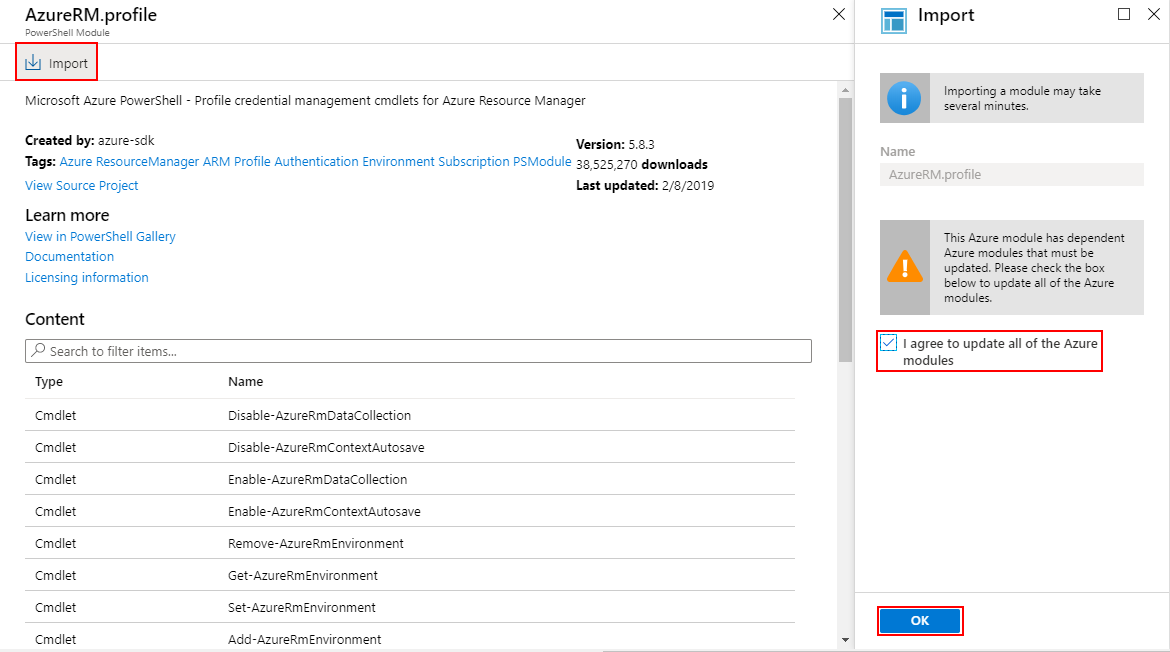 AzureRM.profile
PowerShell Module
Import
Microsoft Azure PowerShell - Profile credential management cmdlets for Azure Resource Manager
Created by: azure-sdk
Tags: Azure ResourceManager ARM Profile Authentication Environment Subscription PSModule
View Source Project
Version: 5.8.3
38,525,270 downloads
Last updated: 2/8/2019
Learn more
View in PowerShell Gallery
Documentation
Licensing information
Content
Search to filter items...
Type Name
Cmdlet Disable-AzureRmDataCollection
Cmdlet Disable-AzureRmContextAutosave
Cmdlet Enable-AzureRmDataCollection
Cmdlet Enable-AzureRmContextAutosave
Cmdlet Remove-AzureRmEnvironment
Cmdlet Get-AzureRmEnvironment
Cmdlet Set-AzureRmEnvironment
Cmdlet Add-AzureRmEnvironment
Import
Importing a module may take
several minutes.
Name
AzureRM.profile
This Azure module has dependent
Azure modules that must be
updated. Please check the box
below to update all of the Azure
modules.
I agree to update all of the Azure
modules
OK